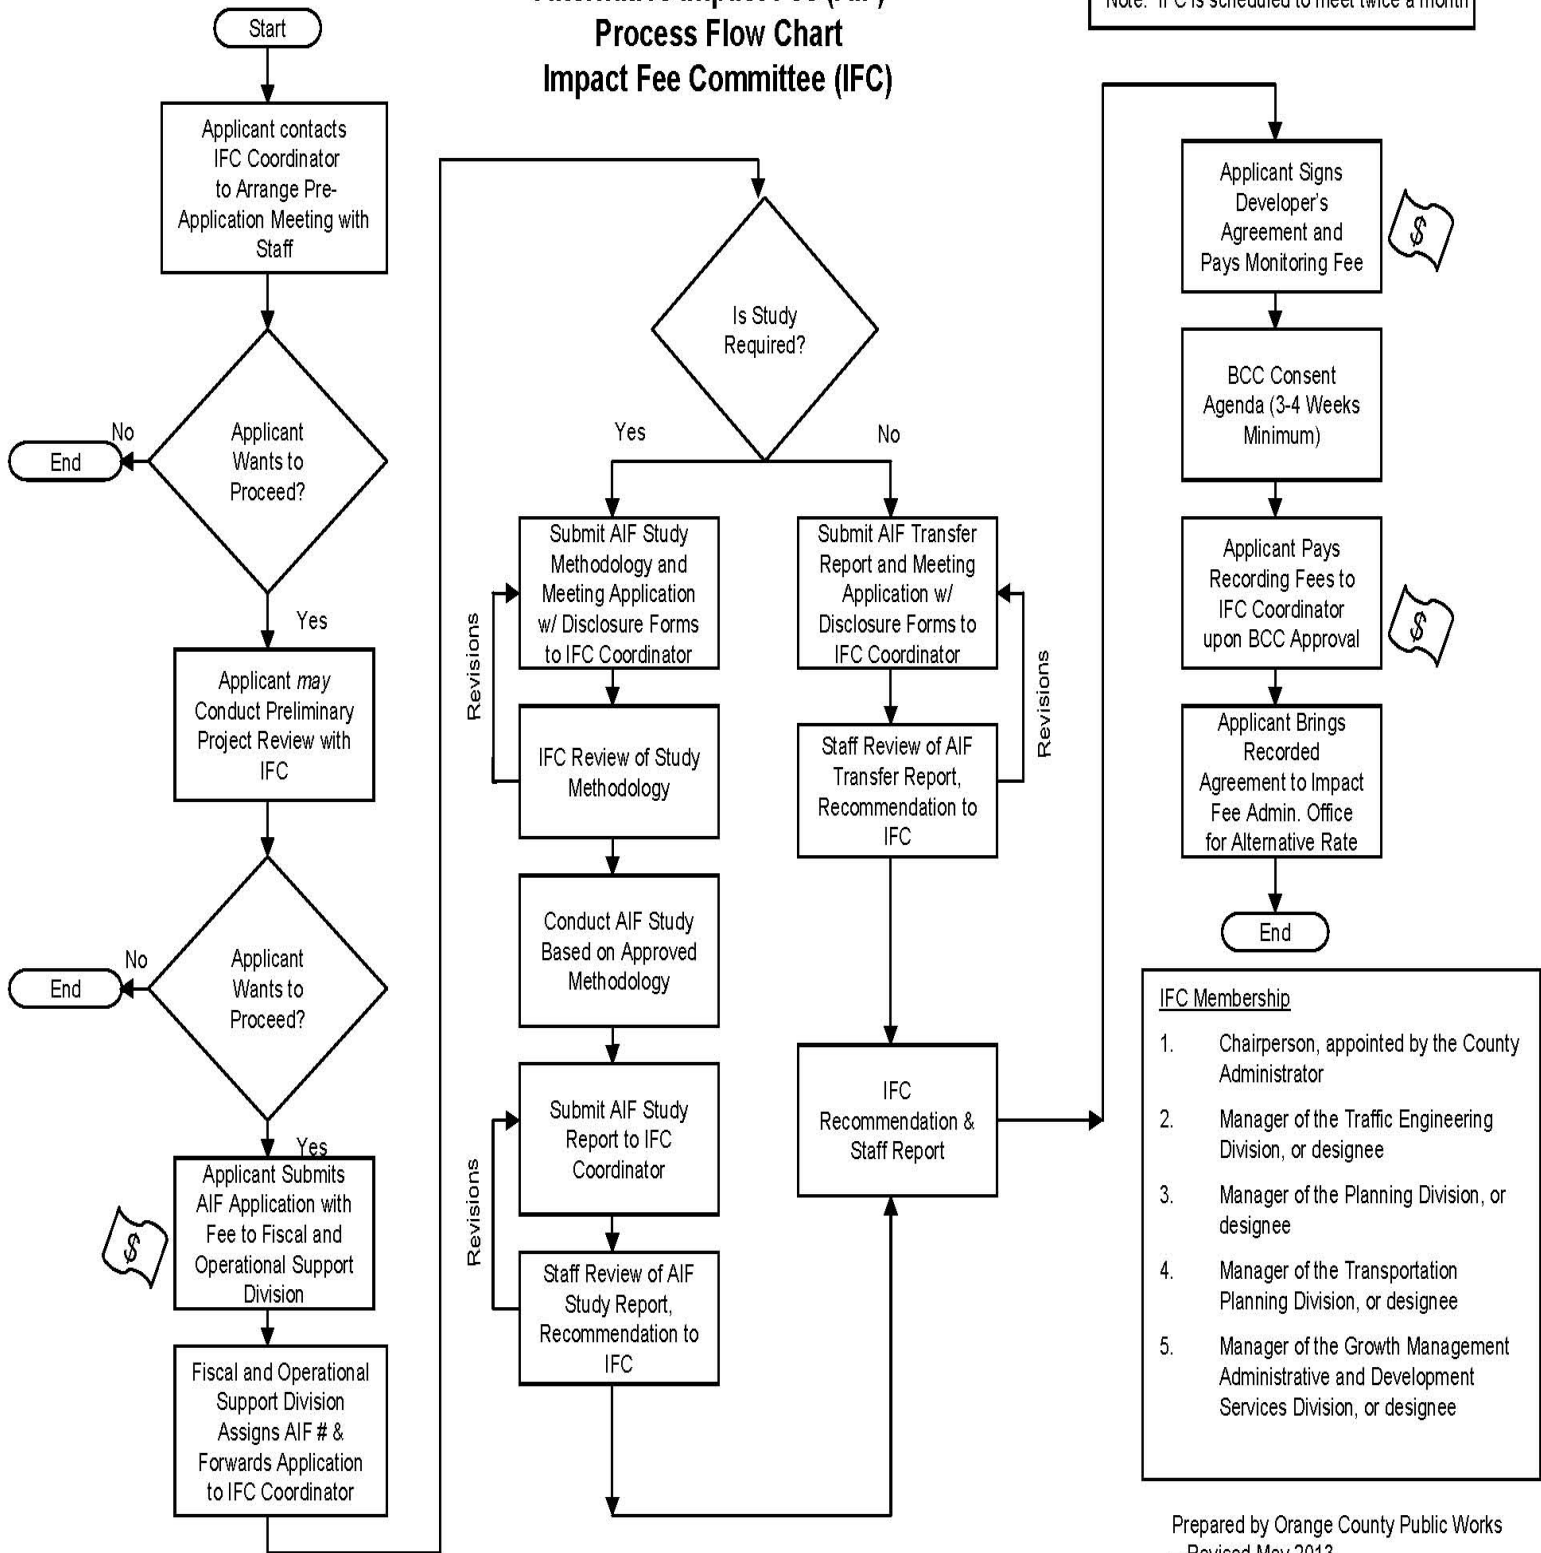 Process Flow Chart
Impact Fee Committee (IFC)
Note: IFC is scheduled to meet twice a month
Start
Applicant contacts
IFC Coordinator
to Arrange Pre-
Application Meeting with
Staff
Applicant
Wants to
Proceed?
No
End
Yes
Applicant may
Conduct Preliminary
Project Review with
IFC
Applicant
Wants to
Proceed?
No
End
Yes
Applicant Submits
AIF Application with
Fee to Fiscal and
Operational Support
Division
$
Fiscal and Operational
Support Division
Assigns AIF # &
Forwards Application
to IFC Coordinator
Is Study
Required?
Yes
No
Submit AIF Study
Methodology and
Meeting Application
w/ Disclosure Forms
to IFC Coordinator
Revisions
IFC Review of Study
Methodology
Conduct AIF Study
Based on Approved
Methodology
Submit AIF Study
Report to IFC
Coordinator
Revisions
Staff Review of AIF
Study Report,
Recommendation to
IFC
Submit AIF Transfer
Report and Meeting
Application w/
Disclosure Forms to
IFC Coordinator
Revisions
Staff Review of AIF
Transfer Report,
Recommendation to
IFC
IFC
Recommendation &
Staff Report
Applicant Signs
Developer's
Agreement and
Pays Monitoring Fee
$
BCC Consent
Agenda (3-4 Weeks
Minimum)
Applicant Pays
Recording Fees to
IFC Coordinator
upon BCC Approval
$
Applicant Brings
Recorded
Agreement to Impact
Fee Admin. Office
for Alternative Rate
End
IFC Membership
1. Chairperson, appointed by the County
Administrator
2. Manager of the Traffic Engineering
Division, or designee
3. Manager of the Planning Division, or
designee
4. Manager of the Transportation
Planning Division, or designee
5. Manager of the Growth Management
Administrative and Development
Services Division, or designee
Prepared by Orange County Public Works
Revised May 2013